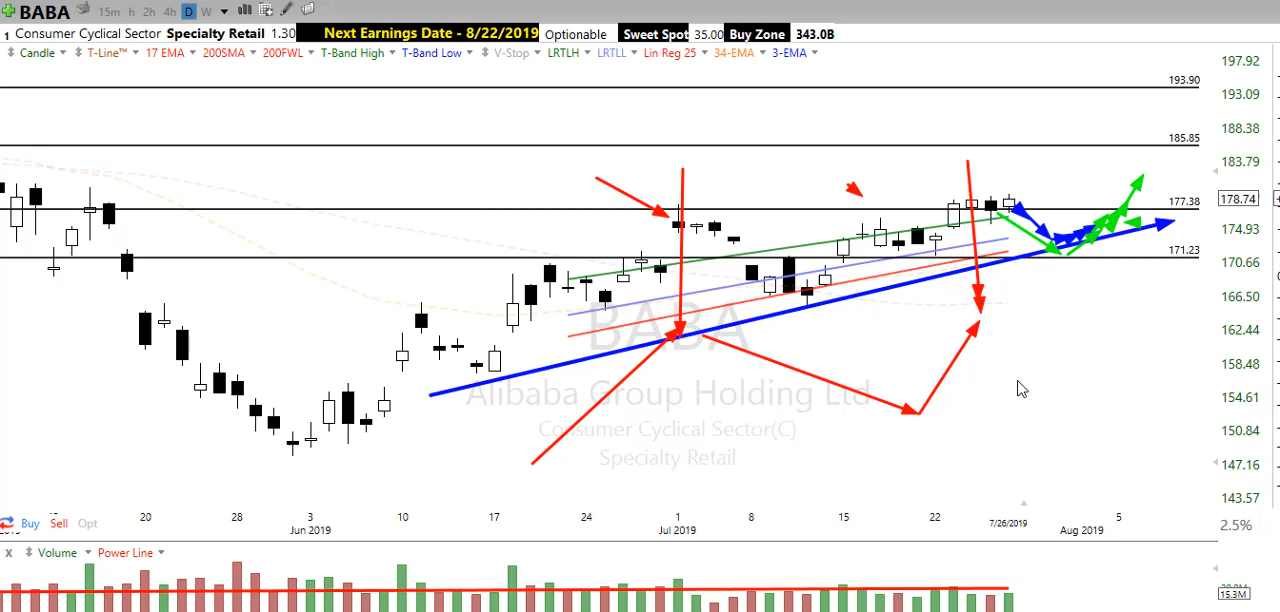 BABA 15m h 2h 4h D W
1 Consumer Cyclical Sector Specialty Retail 1.30 Next Earnings Date - 8/22/2019 Optionable Sweet Spot 35.00 Buy Zone 343.0B
Candle T-Line™ 17 EMA 200SMA 200FWL T-Band High T-Band Low V-Stop LRTLH LRTLL Lin Reg 25 34-EMA 3-EMA
197.92
193.90
193.09
188.38
185.85
183.79
178.74
177.38
174.93
171.23
170.66
166.50
BABA
162.44
158.48
Alibaba Group Holding Ltd
154.61
Consumer Cyclical Sector(C)
150.84
Specialty Retail
147.16
143.57
Buy Sell Opt
20 28 3 10 17 24 1 8 15 22 7/26/2019 5
Jun 2019 Jul 2019 Aug 2019
2.5%
X Volume Power Line
15.3M